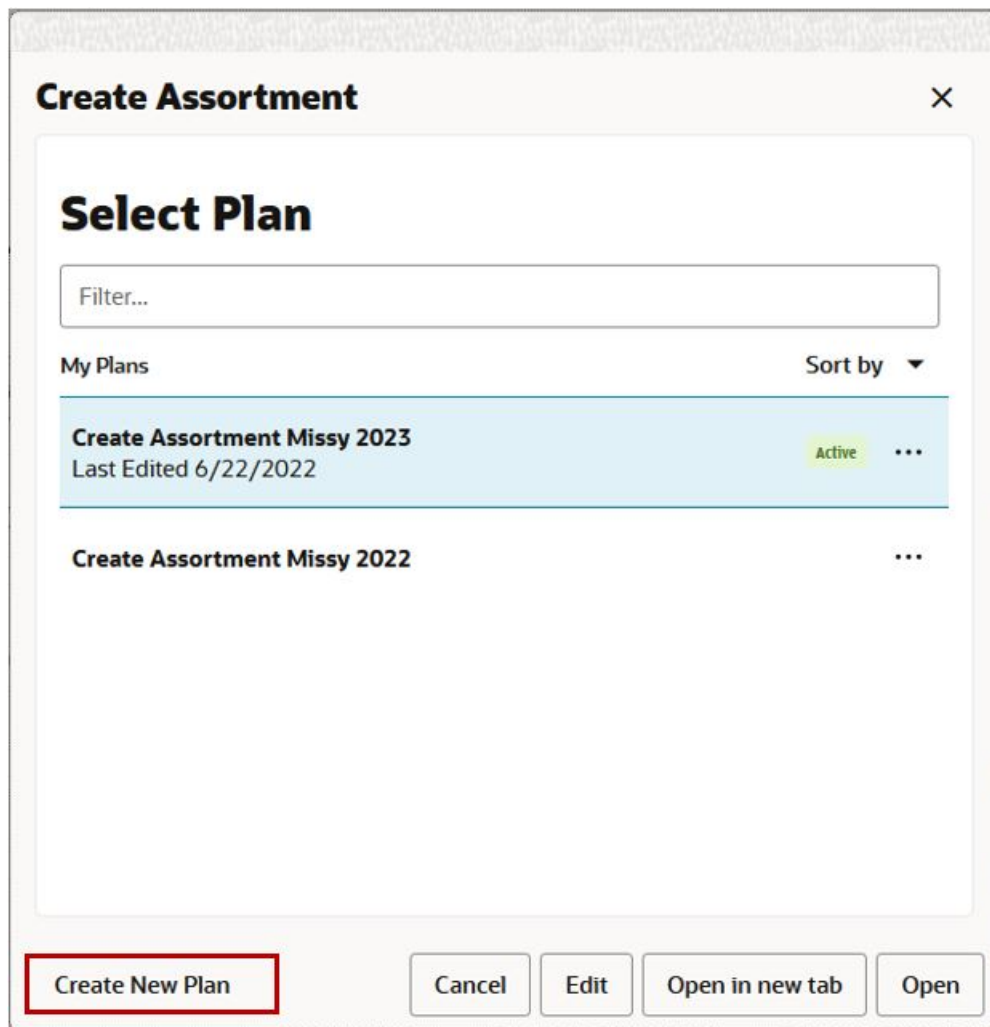 Create Assortment
Select Plan
Filter...
My Plans
Sort by
Create Assortment Missy 2023
Last Edited 6/22/2022
Active
Create Assortment Missy 2022
Create New Plan
Cancel
Edit
Open in new tab
Open